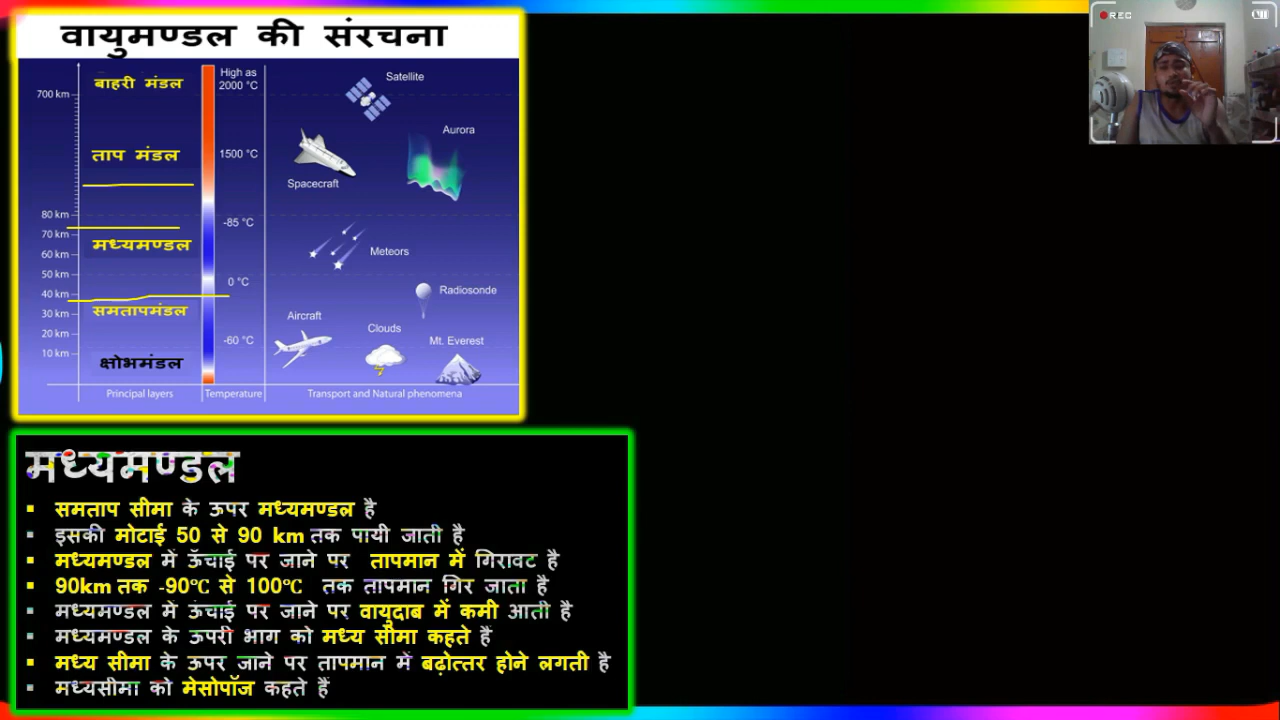 वायुमण्डल की संरचना
REC
बाहरी मंडल
High as
2000 °C
Satellite
700 km
Aurora
ताप मंडल
1500 °C
Spacecraft
80 km
-85 °C
70 km
मध्यमण्डल
60 km
Meteors
50 km
0 °C
40 km
Radiosonde
30 km
समतापमंडल
Aircraft
20 km
Clouds
-60 °C
Mt. Everest
10 km
क्षोभमंडल
Principal layers
Temperature
Transport and Natural phenomena
मध्यमण्डल
समताप सीमा के ऊपर मध्यमण्डल है
इसकी मोटाई 50 से 90 km तक पायी जाती है
मध्यमण्डल में ऊँचाई पर जाने पर तापमान में गिरावट है
90km तक -90℃ से 100℃ तक तापमान गिर जाता है
मध्यमण्डल में ऊंचाई पर जाने पर वायुदाब में कमी आती है
मध्यमण्डल के ऊपरी भाग को मध्य सीमा कहते हैं
मध्य सीमा के ऊपर जाने पर तापमान में बढ़ोत्तर होने लगती है
मध्यसीमा को मेसोपॉज कहते हैं